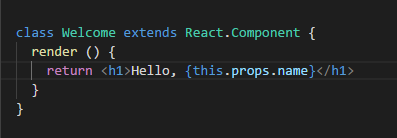 class Welcome extends React.Component {
  render () {
    return <h1>Hello, {this.props.name}</h1>
  }
}